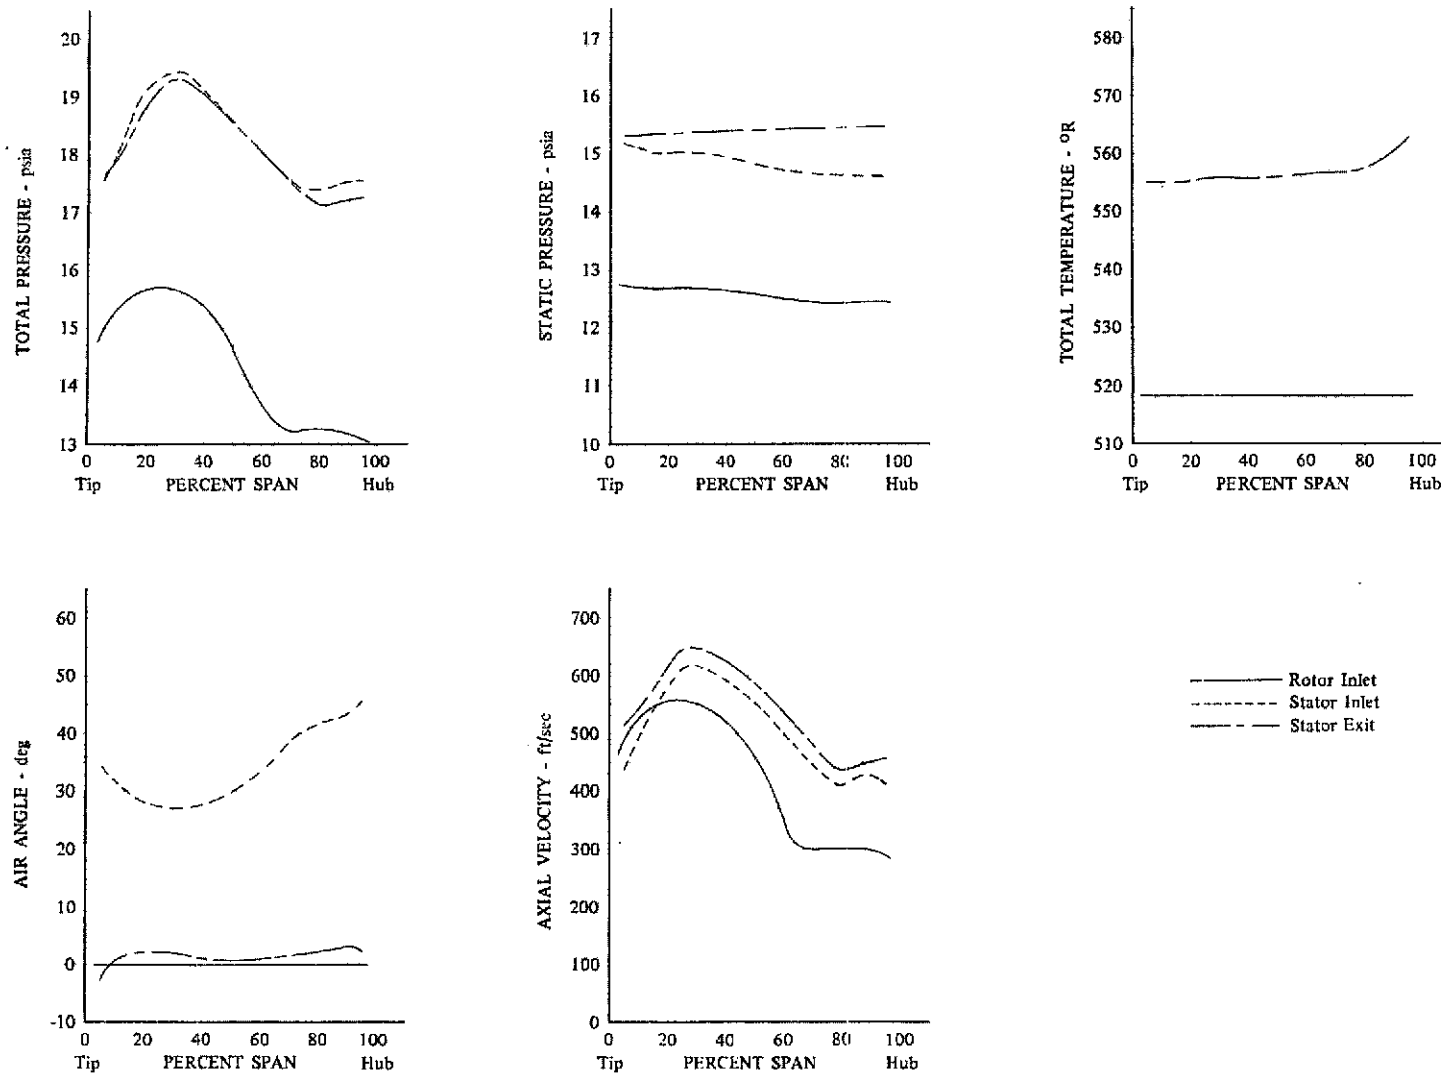 TOTAL PRESSURE - psia
20
19
18
17
16
15
14
13
0 20 40 60 80 100
Tip PERCENT SPAN Hub
STATIC PRESSURE - psia
17
16
15
14
13
12
11
10
0 20 40 60 80 100
Tip PERCENT SPAN Hub
TOTAL TEMPERATURE - ºR
580
570
560
550
540
530
520
510
0 20 40 60 80 100
Tip PERCENT SPAN Hub
AIR ANGLE - deg
60
50
40
30
20
10
0
-10
0 20 40 60 80 100
Tip PERCENT SPAN Hub
AXIAL VELOCITY - ft/sec
700
600
500
400
300
200
100
0
0 20 40 60 80 100
Tip PERCENT SPAN Hub
Rotor Inlet
Stator Inlet
Stator Exit